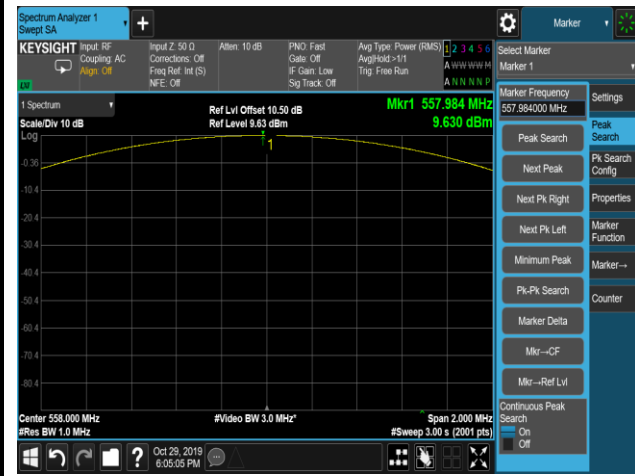 Spectrum Analyzer 1
Swept SA
Marker
KEYSIGHT
Input: RF
Coupling: AC
Align: Off
Input Z: 50 Ω
Corrections: Off
Freq Ref: Int (S)
NFE: Off
Atten: 10 dB
PNO: Fast
Gate: Off
IF Gain: Low
Sig Track: Off
Avg Type: Power (RMS)
Avg|Hold:>1/1
Trig: Free Run
1 2 3 4 5 6
A W W W W M
A N N N N P
Select Marker
Marker 1
1 Spectrum
Scale/Div 10 dB
Log
Ref Lvl Offset 10.50 dB
Ref Level 9.63 dBm
Mkr1 557.984 MHz
9.630 dBm
1
-0.36
-10.4
-20.4
-30.4
-40.4
-50.4
-60.4
-70.4
-80.4
Center 558.000 MHz
#Res BW 1.0 MHz
#Video BW 3.0 MHz*
Span 2.000 MHz
#Sweep 3.00 s (2001 pts)
Marker Frequency
557.984000 MHz
Peak Search
Next Peak
Next Pk Right
Next Pk Left
Minimum Peak
Pk-Pk Search
Marker Delta
Mkr→CF
Mkr→Ref Lvl
Continuous Peak
Search
On
Off
Settings
Peak
Search
Pk Search
Config
Properties
Marker
Function
Marker→
Counter
?
Oct 29, 2019
6:05:05 PM